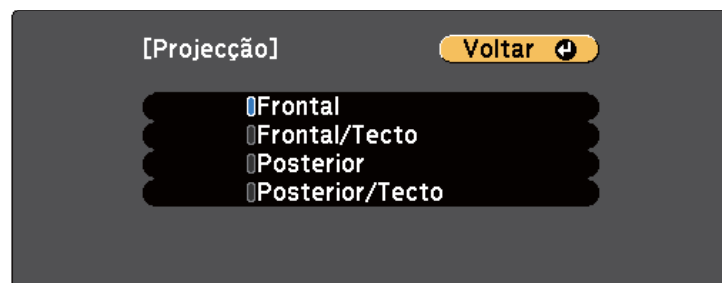 [Projecção] Voltar
Frontal
Frontal/Tecto
Posterior
Posterior/Tecto